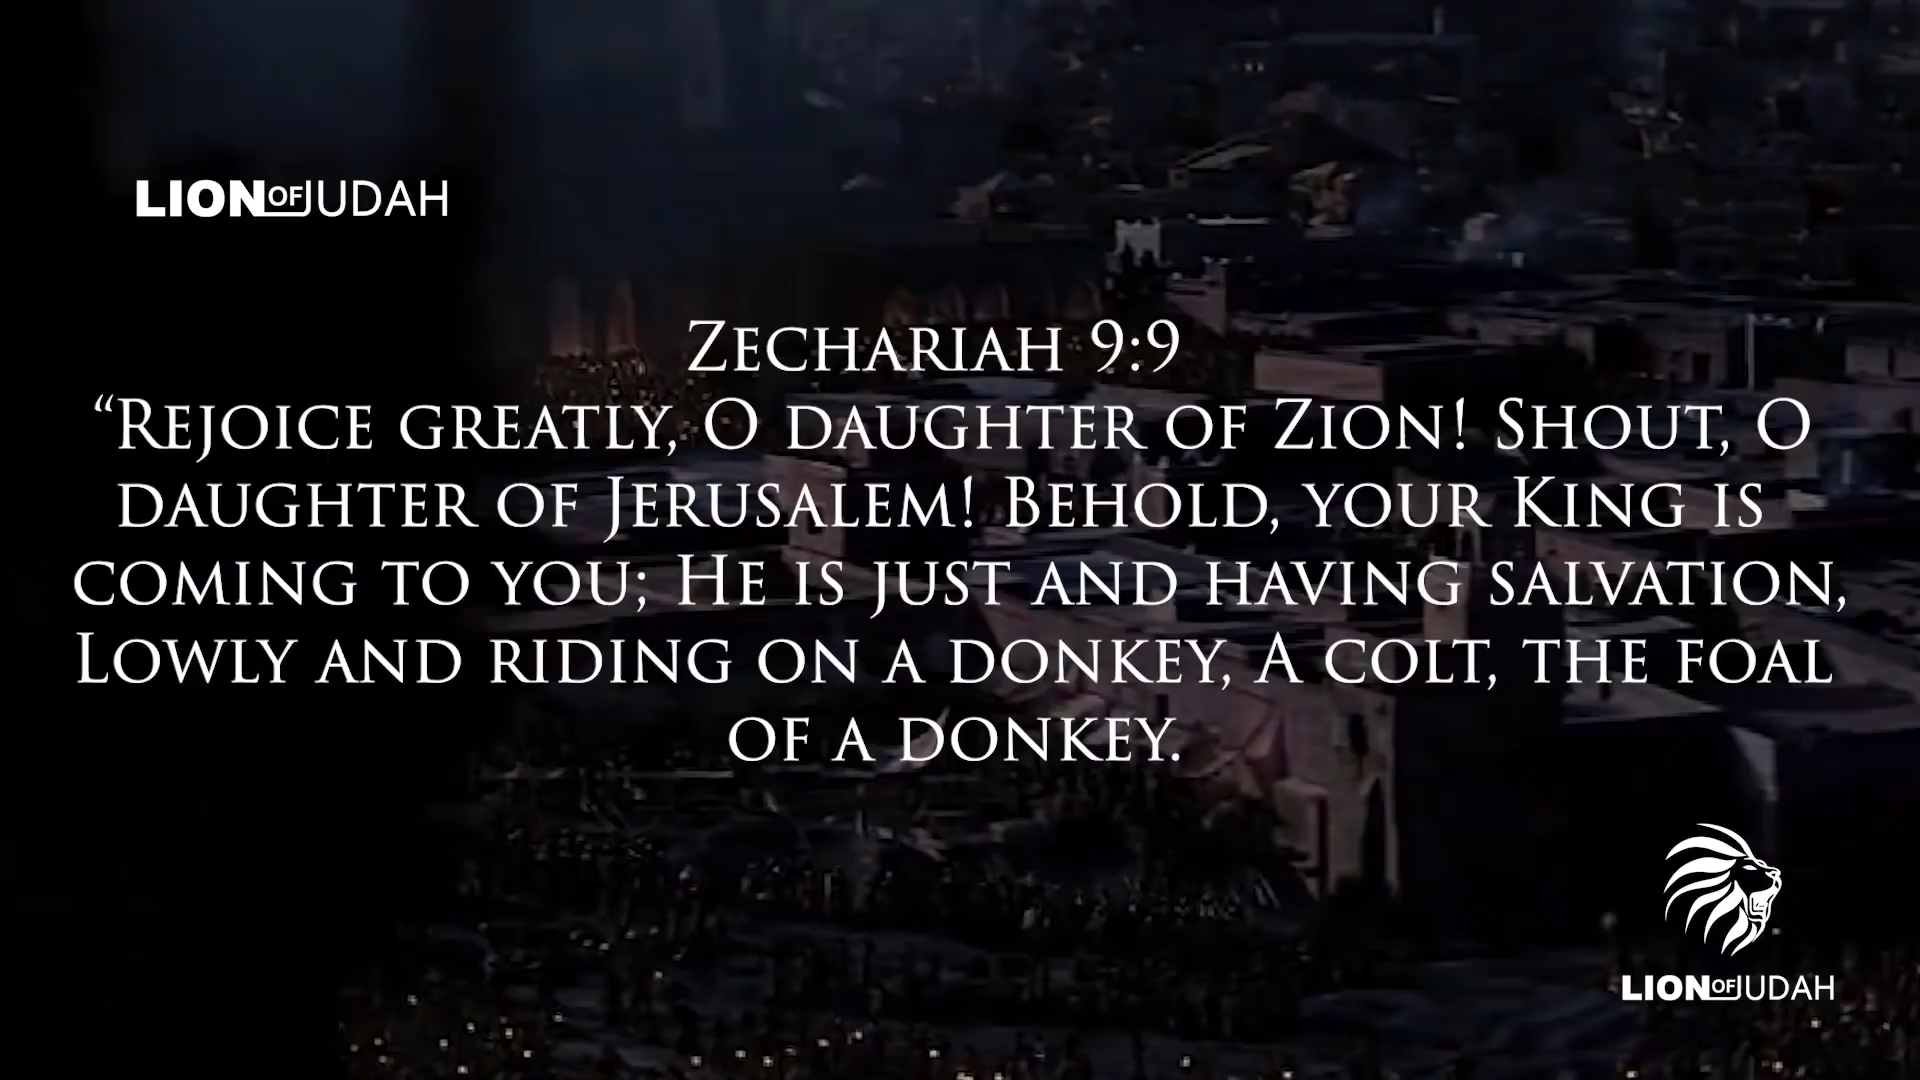 LION OF JUDAH
Zechariah 9:9
“Rejoice greatly, O daughter of Zion! Shout, O
daughter of Jerusalem! Behold, your King is
coming to you; He is just and having salvation,
Lowly and riding on a donkey, A colt, the foal
of a donkey.
LION OF JUDAH